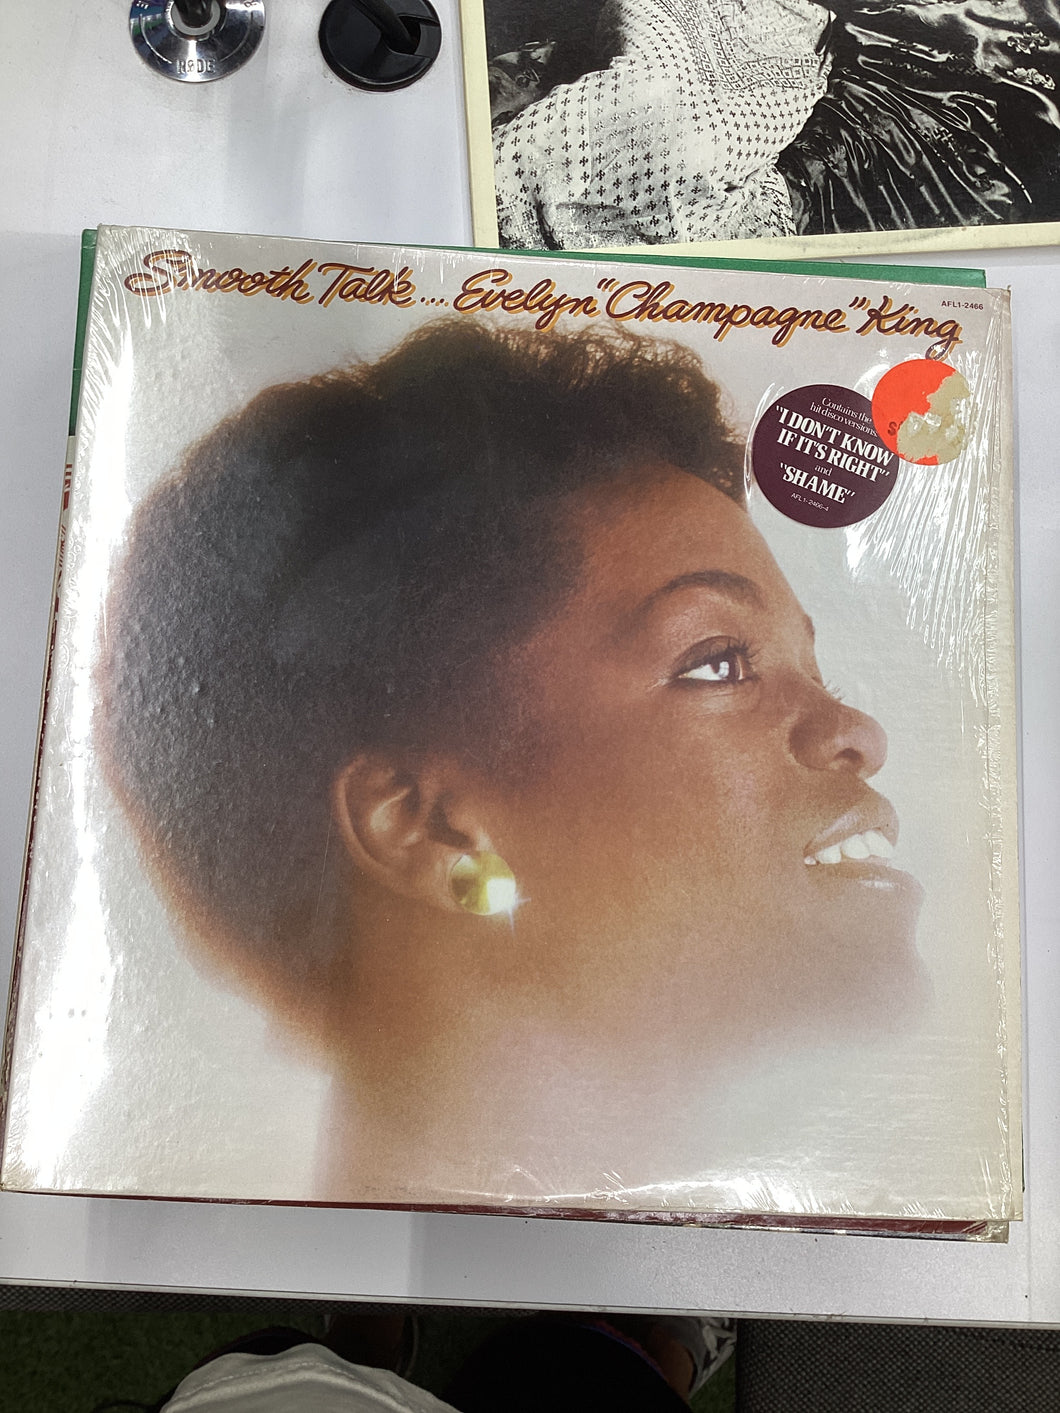 RØDE
Smooth Talk.... Evelyn "Champagne" King
AFL1-2466
Contains the
hit disco versions
"I DON'T KNOW
IF IT'S RIGHT"
and
"SHAME"
AFL1-2466-4